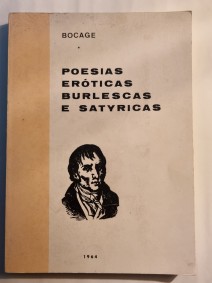 BOCAGE
POESIAS
ERÓTICAS
BURLESCAS
E SATYRICAS
1964